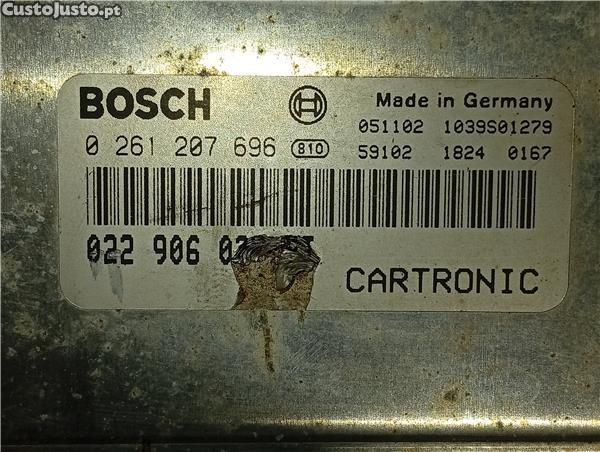 CustoJusto.pt
BOSCH
Made in Germany
051102 1039S01279
0 261 207 696 810
59102 1824 0167
022 906
CARTRONIC